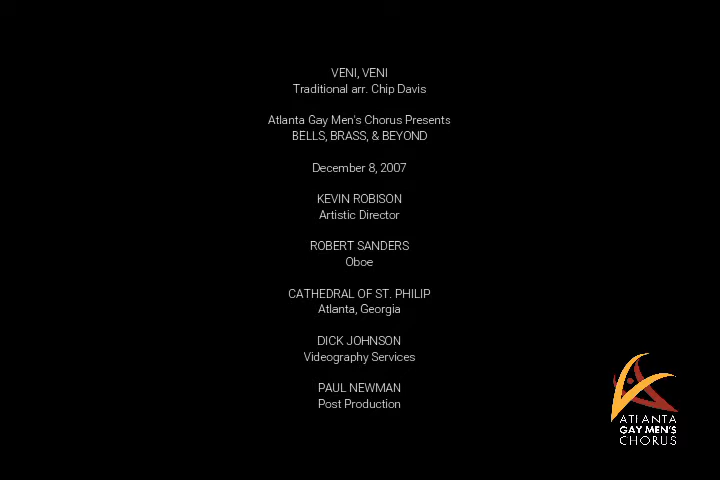 VENI, VENI
Traditional arr. Chip Davis
Atlanta Gay Men's Chorus Presents
BELLS, BRASS, & BEYOND
December 8, 2007
KEVIN ROBISON
Artistic Director
ROBERT SANDERS
Oboe
CATHEDRAL OF ST. PHILIP
Atlanta, Georgia
DICK JOHNSON
Videography Services
PAUL NEWMAN
Post Production
ATLANTA
GAY MEN'S
CHORUS